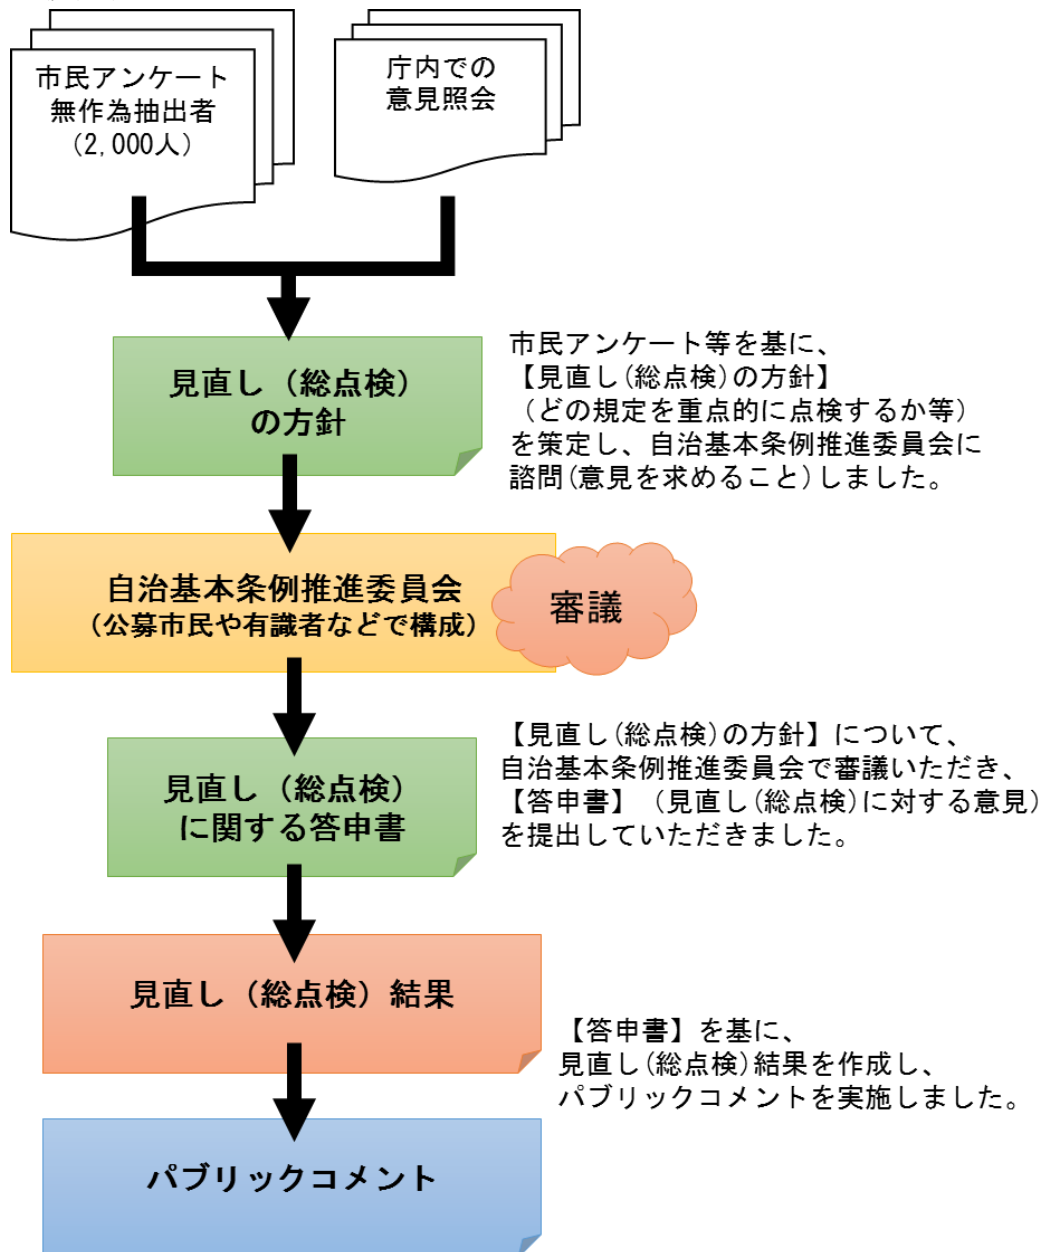 市民アンケート
無作為抽出者
(2,000人)
庁内での
意見照会
見直し（総点検）
の方針
市民アンケート等を基に、
【見直し(総点検)の方針】
（どの規定を重点的に点検するか等）
を策定し、自治基本条例推進委員会に
諮問(意見を求めること)しました。
自治基本条例推進委員会
（公募市民や有識者などで構成）
審議
見直し（総点検）
に関する答申書
【見直し(総点検)の方針】について、
自治基本条例推進委員会で審議いただき、
【答申書】（見直し(総点検)に対する意見）
を提出していただきました。
見直し（総点検）結果
【答申書】を基に、
見直し(総点検)結果を作成し、
パブリックコメントを実施しました。
パブリックコメント